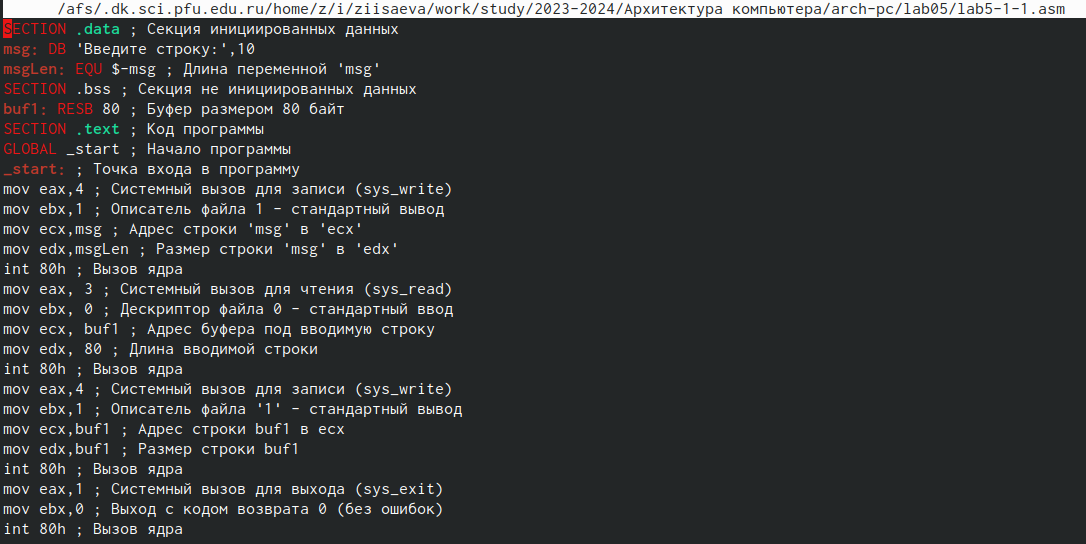 /afs/.dk.sci.pfu.edu.ru/home/z/i/ziisaeva/work/study/2023-2024/Архитектура компьютера/arch-pc/lab05/lab5-1-1.asm
SECTION .data ; Секция инициированных данных
msg: DB 'Введите строку:',10
msgLen: EQU $-msg ; Длина переменной 'msg'
SECTION .bss ; Секция не инициированных данных
buf1: RESB 80 ; Буфер размером 80 байт
SECTION .text ; Код программы
GLOBAL _start ; Начало программы
_start: ; Точка входа в программу
mov eax,4 ; Системный вызов для записи (sys_write)
mov ebx,1 ; Описатель файла 1 - стандартный вывод
mov ecx,msg ; Адрес строки 'msg' в 'ecx'
mov edx,msgLen ; Размер строки 'msg' в 'edx'
int 80h ; Вызов ядра
mov eax, 3 ; Системный вызов для чтения (sys_read)
mov ebx, 0 ; Дескриптор файла 0 - стандартный ввод
mov ecx, buf1 ; Адрес буфера под вводимую строку
mov edx, 80 ; Длина вводимой строки
int 80h ; Вызов ядра
mov eax,4 ; Системный вызов для записи (sys_write)
mov ebx,1 ; Описатель файла '1' - стандартный вывод
mov ecx,buf1 ; Адрес строки buf1 в ecx
mov edx,buf1 ; Размер строки buf1
int 80h ; Вызов ядра
mov eax,1 ; Системный вызов для выхода (sys_exit)
mov ebx,0 ; Выход с кодом возврата 0 (без ошибок)
int 80h ; Вызов ядра